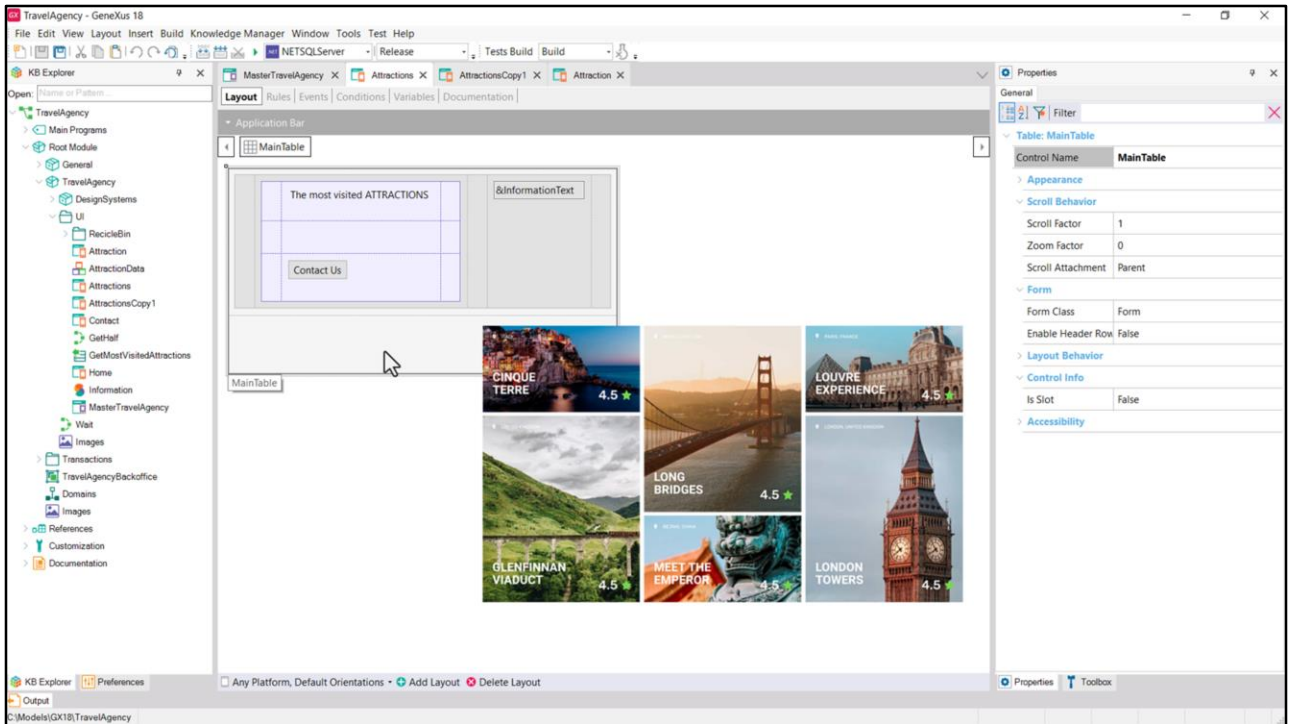 TravelAgency - GeneXus 18
File Edit View Layout Insert Build Knowledge Manager Window Tools Test Help
NETSQLServer Release Tests Build Build
KB Explorer
Open: Name or Pattern...
TravelAgency
Main Programs
Root Module
General
TravelAgency
DesignSystems
UI
RecicleBin
Attraction
AttractionData
Attractions
AttractionsCopy1
Contact
GetHalf
GetMostVisitedAttractions
Home
Information
MasterTravelAgency
Wait
Images
Transactions
TravelAgencyBackoffice
Domains
Images
References
Customization
Documentation
KB Explorer Preferences
Output
C:\Models\GX18\TravelAgency
MasterTravelAgency X Attractions X AttractionsCopy1 X Attraction X
Layout Rules Events Conditions Variables Documentation
Application Bar
MainTable
The most visited ATTRACTIONS
&InformationText
Contact Us
MainTable
CINQUE
TERRE
4.5
LONG
BRIDGES
4.5
PARIS, FRANCE
LOUVRE
EXPERIENCE
4.5
GLENFINNAN
VIADUCT
4.5
BEIJING, CHINA
MEET THE
EMPEROR
4.5
LONDON, UNITED KINGDOM
LONDON
TOWERS
4.5
Any Platform, Default Orientations Add Layout Delete Layout
Properties
General
Filter
Table: MainTable
Control Name MainTable
Appearance
Scroll Behavior
Scroll Factor 1
Zoom Factor 0
Scroll Attachment Parent
Form
Form Class Form
Enable Header Row False
Layout Behavior
Control Info
Is Slot False
Accessibility
Properties Toolbox